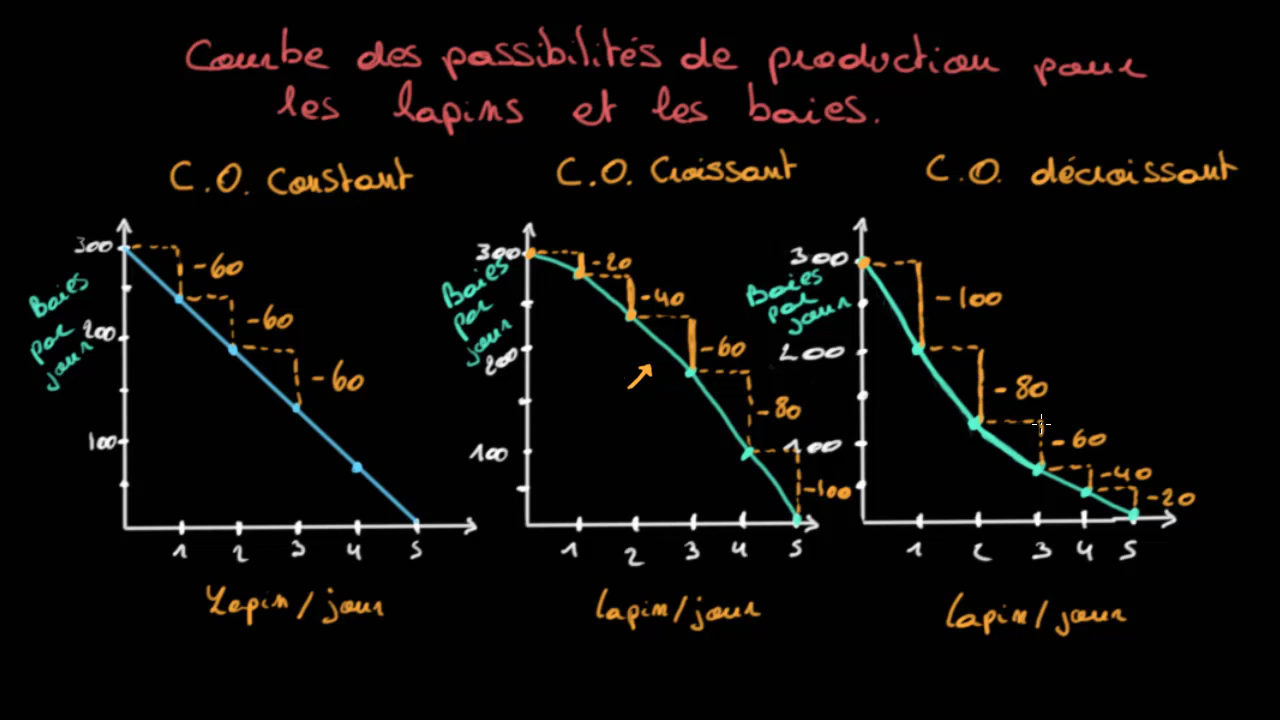 Courbe des possibilités de production pour
les lapins et les baies.
C.O. Constant
300
200
100
Baies
par
jour
-60
-60
-60
1 2 3 4 5
Lapin/jour
C.O. Croissant
300
200
100
Baies
par
jour
-20
-40
-60
-80
-100
1 2 3 4 5
lapin/jour
C.O. décroissant
300
200
100
Baies
par
jour
-100
-80
-60
-40
-20
1 2 3 4 5
lapin/jour